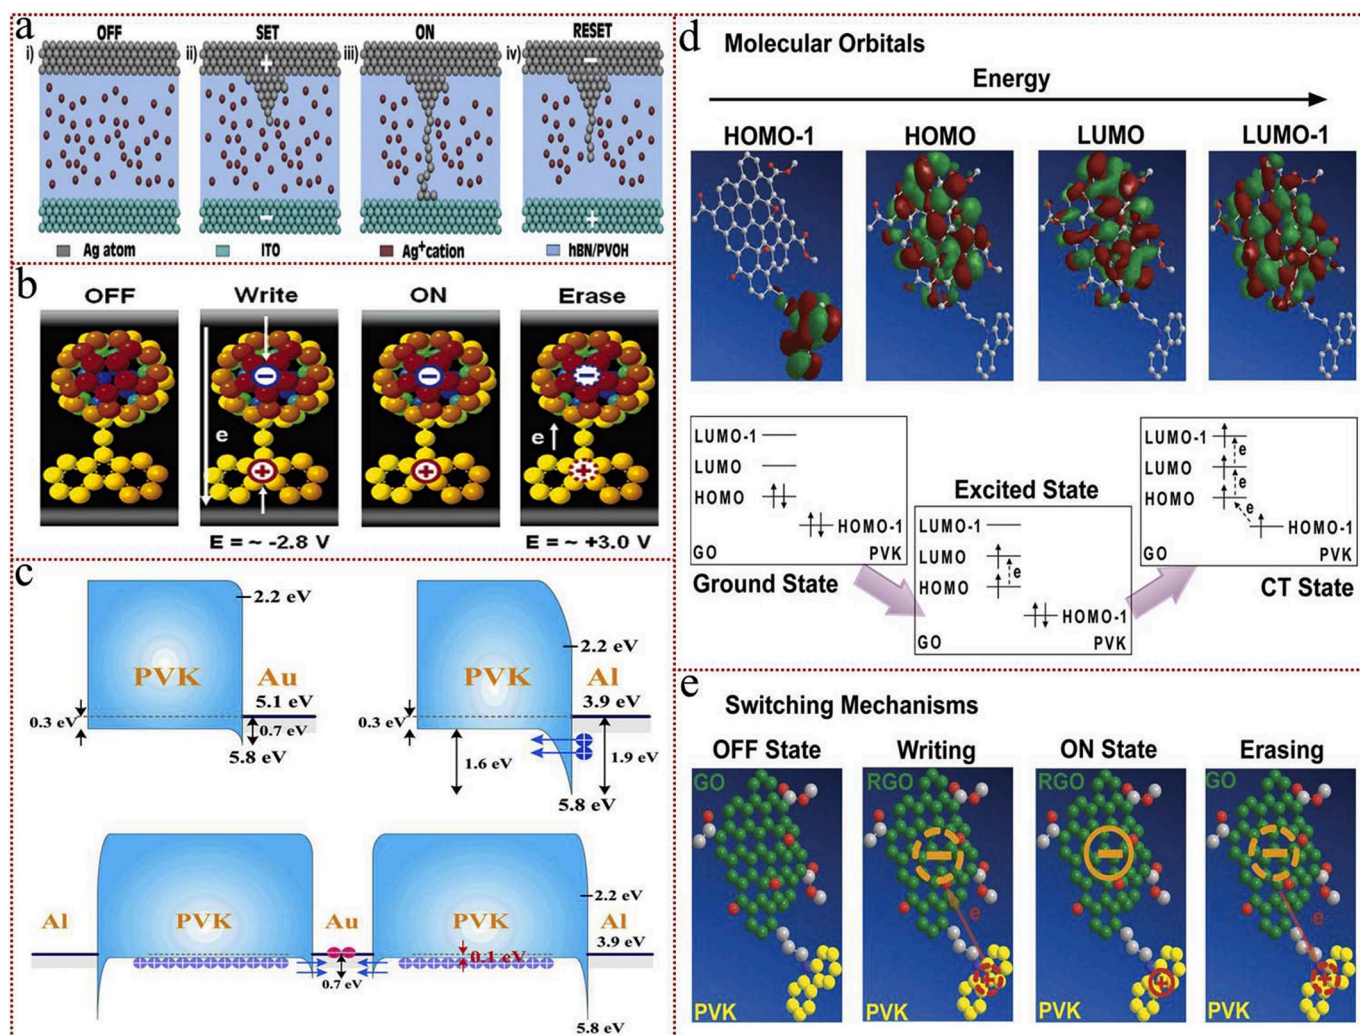 a
OFF SET ON RESET
i) ii) iii) iv)
+ −
− +
Ag atom ITO Ag+cation hBN/PVOH
b
OFF Write ON Erase
− − −
e e
+ + +
E = ~ -2.8 V E = ~ +3.0 V
c
2.2 eV
PVK Au
5.1 eV
0.3 eV
0.7 eV
5.8 eV
2.2 eV
PVK Al
3.9 eV
0.3 eV
1.6 eV
1.9 eV
5.8 eV
2.2 eV
Al PVK Au PVK Al
3.9 eV
0.1 eV
0.7 eV
5.8 eV
d
Molecular Orbitals
Energy
HOMO-1 HOMO LUMO LUMO-1
LUMO-1
LUMO
HOMO
HOMO-1
GO PVK
Ground State
Excited State
LUMO-1
LUMO
e
HOMO
HOMO-1
GO PVK
LUMO-1
e
LUMO
e
HOMO
e
HOMO-1
GO PVK
CT State
e
Switching Mechanisms
OFF State Writing ON State Erasing
GO RGO RGO GO
− − −
e e
+ + +
PVK PVK PVK PVK